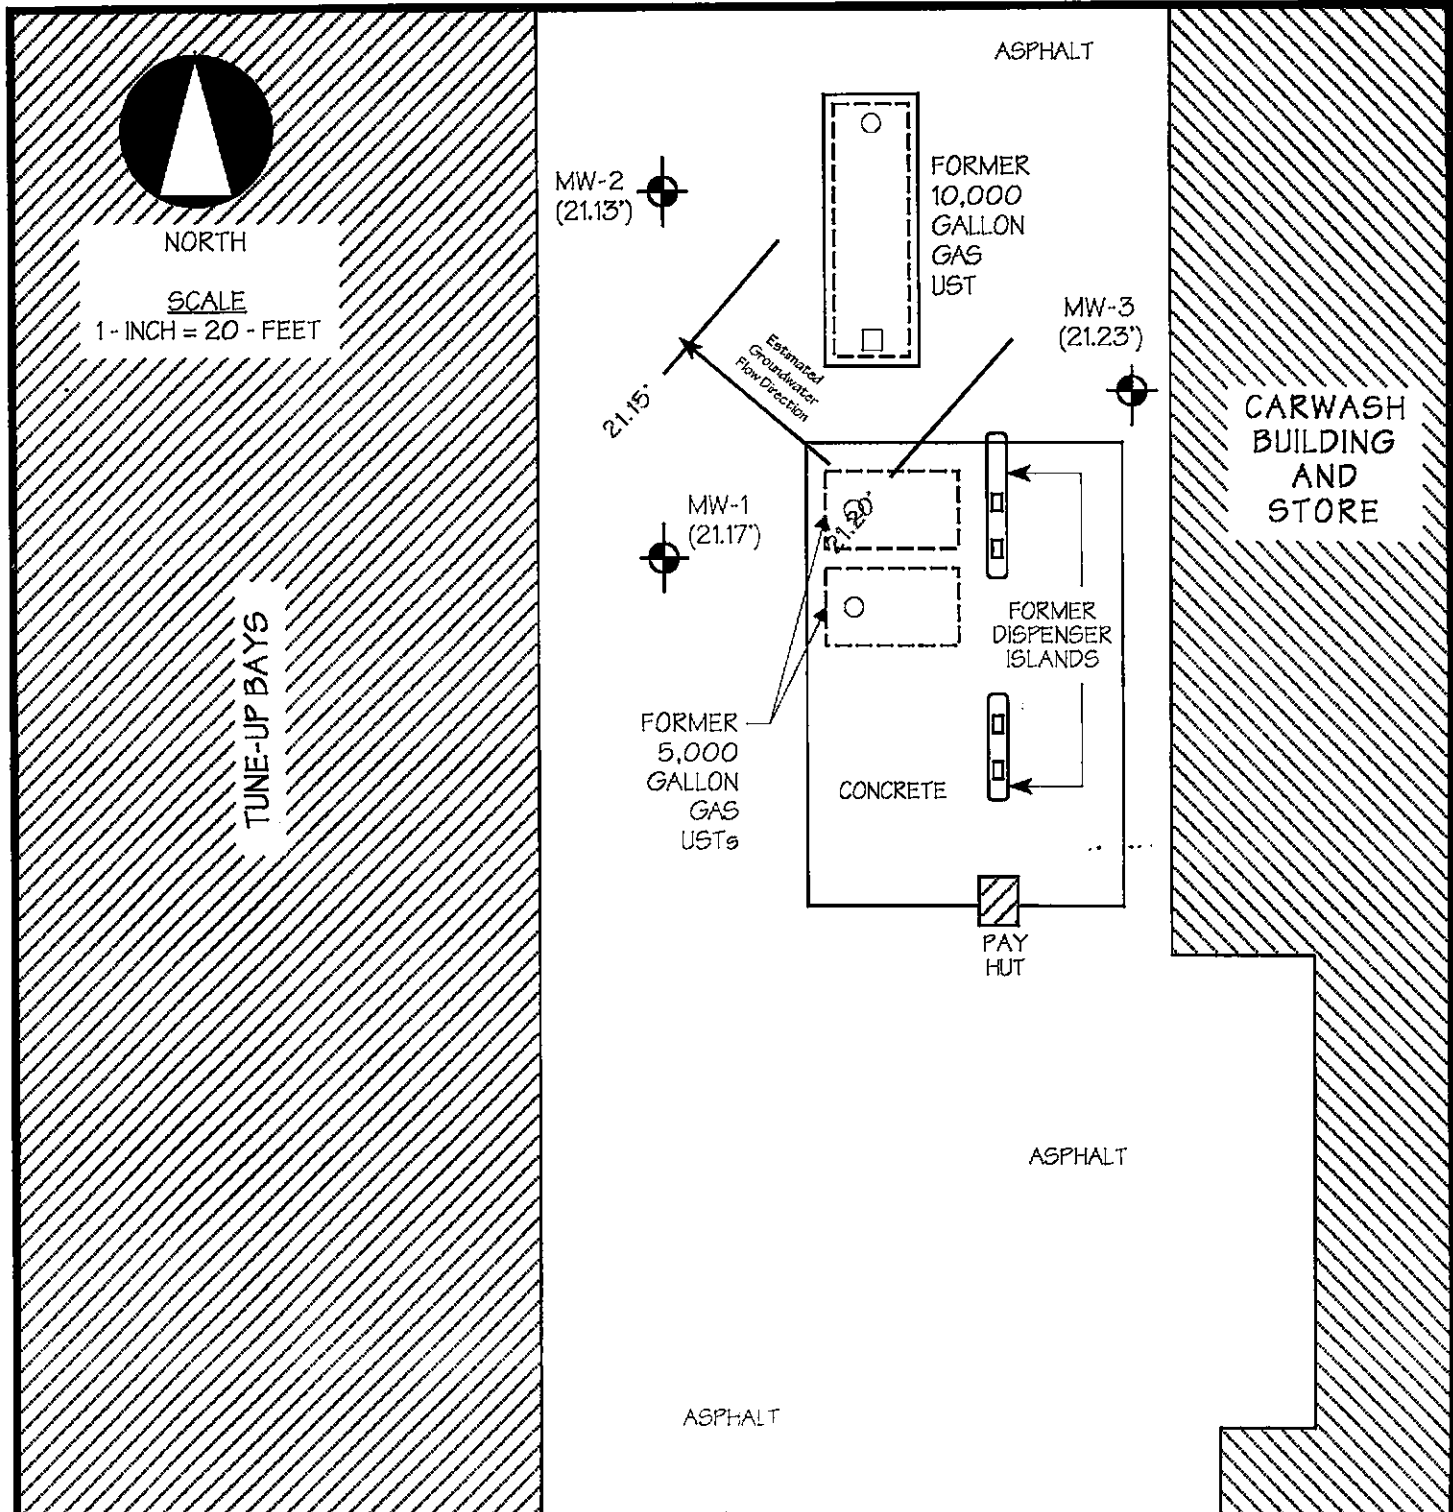 ASPHALT
NORTH
SCALE
1 - INCH = 20 - FEET
MW-2
(21.13')
FORMER
10,000
GALLON
GAS
UST
MW-3
(21.23')
Estimated
Groundwater
Flow Direction
21.15'
CARWASH
BUILDING
AND
STORE
MW-1
(21.17')
21.20'
TUNE-UP BAYS
FORMER
DISPENSER
ISLANDS
FORMER
5,000
GALLON
GAS
USTs
CONCRETE
PAY
HUT
ASPHALT
ASPHALT